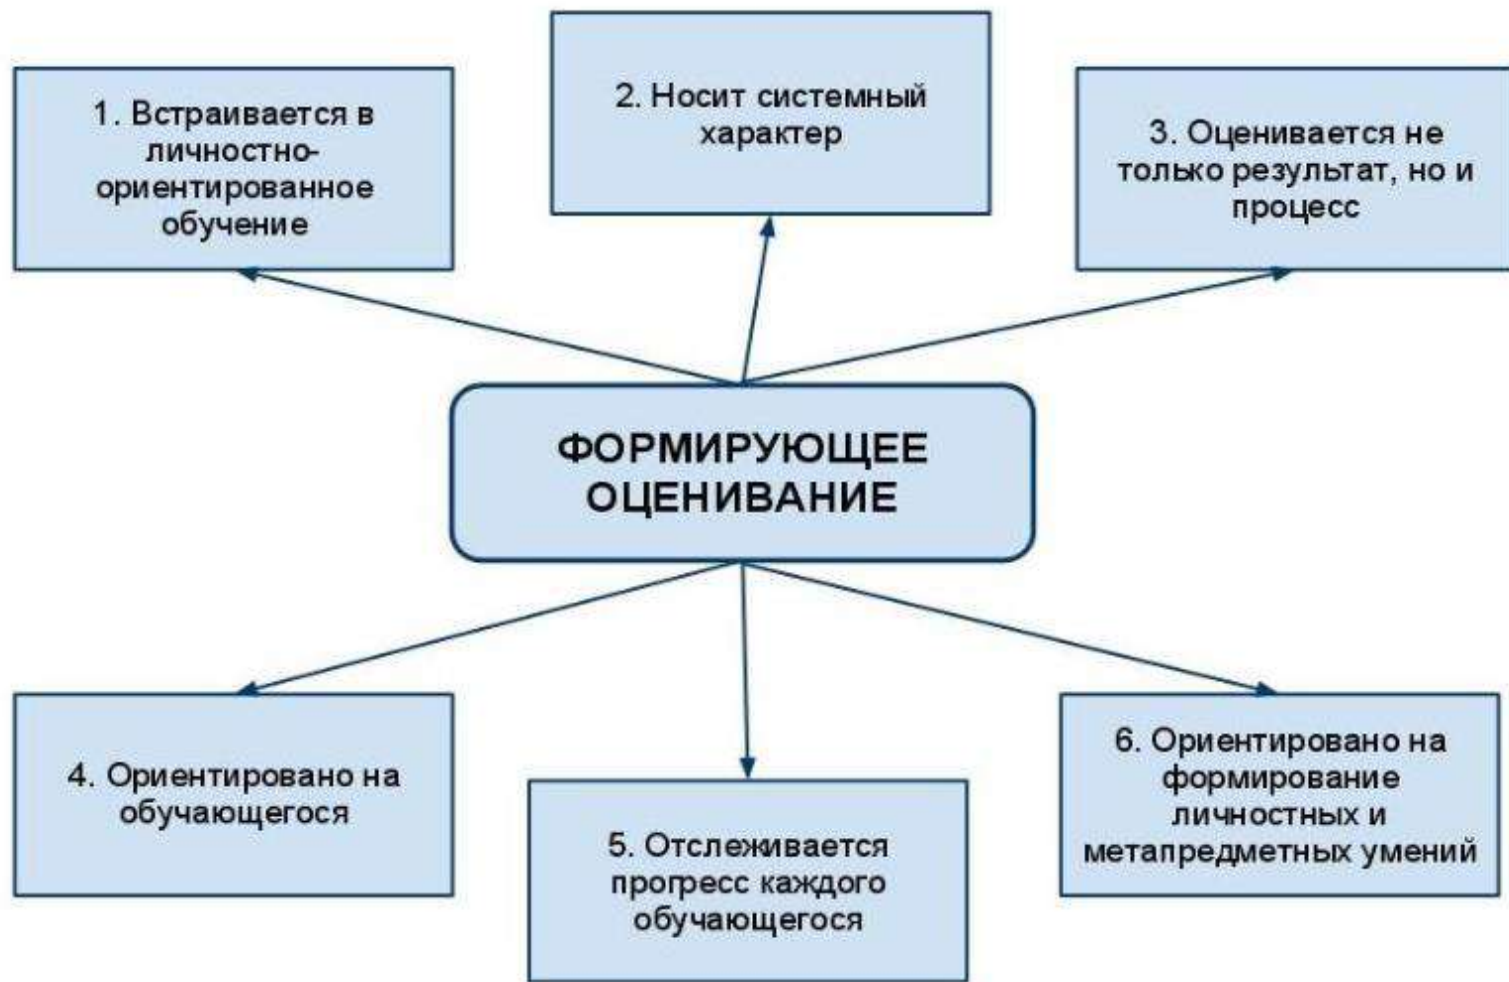 1. Встраивается в
личностно-
ориентированное
обучение
2. Носит системный
характер
3. Оценивается не
только результат, но и
процесс
ФОРМИРУЮЩЕЕ
ОЦЕНИВАНИЕ
4. Ориентировано на
обучающегося
5. Отслеживается
прогресс каждого
обучающегося
6. Ориентировано на
формирование
личностных и
метапредметных умений